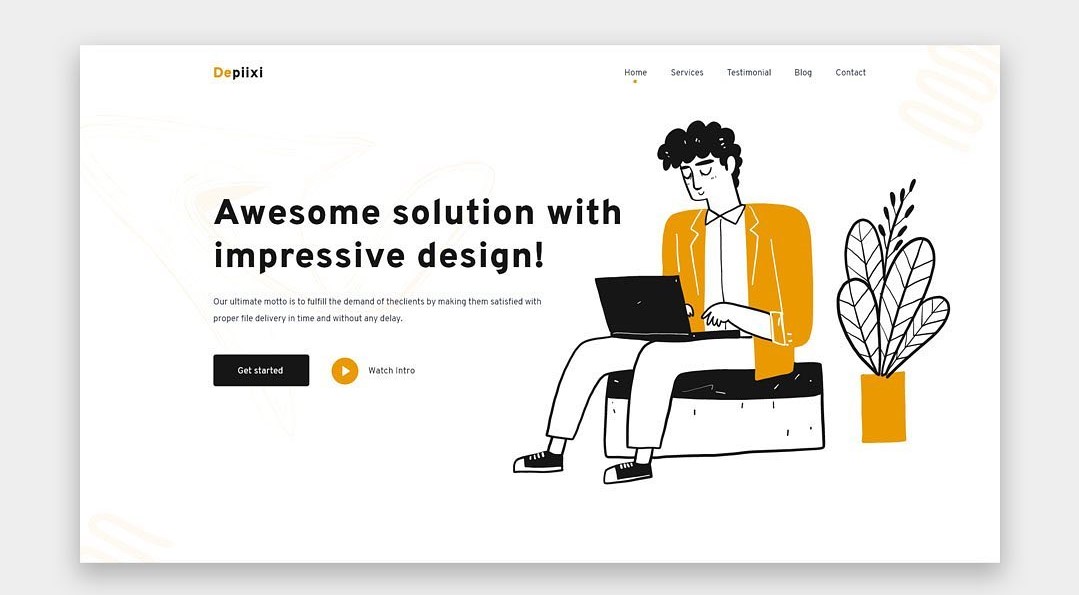 Depiixi
Home Services Testimonial Blog Contact
Awesome solution with
impressive design!
Our ultimate motto is to fulfill the demand of theclients by making them satisfied with
proper file delivery in time and without any delay.
Get started
Watch Intro